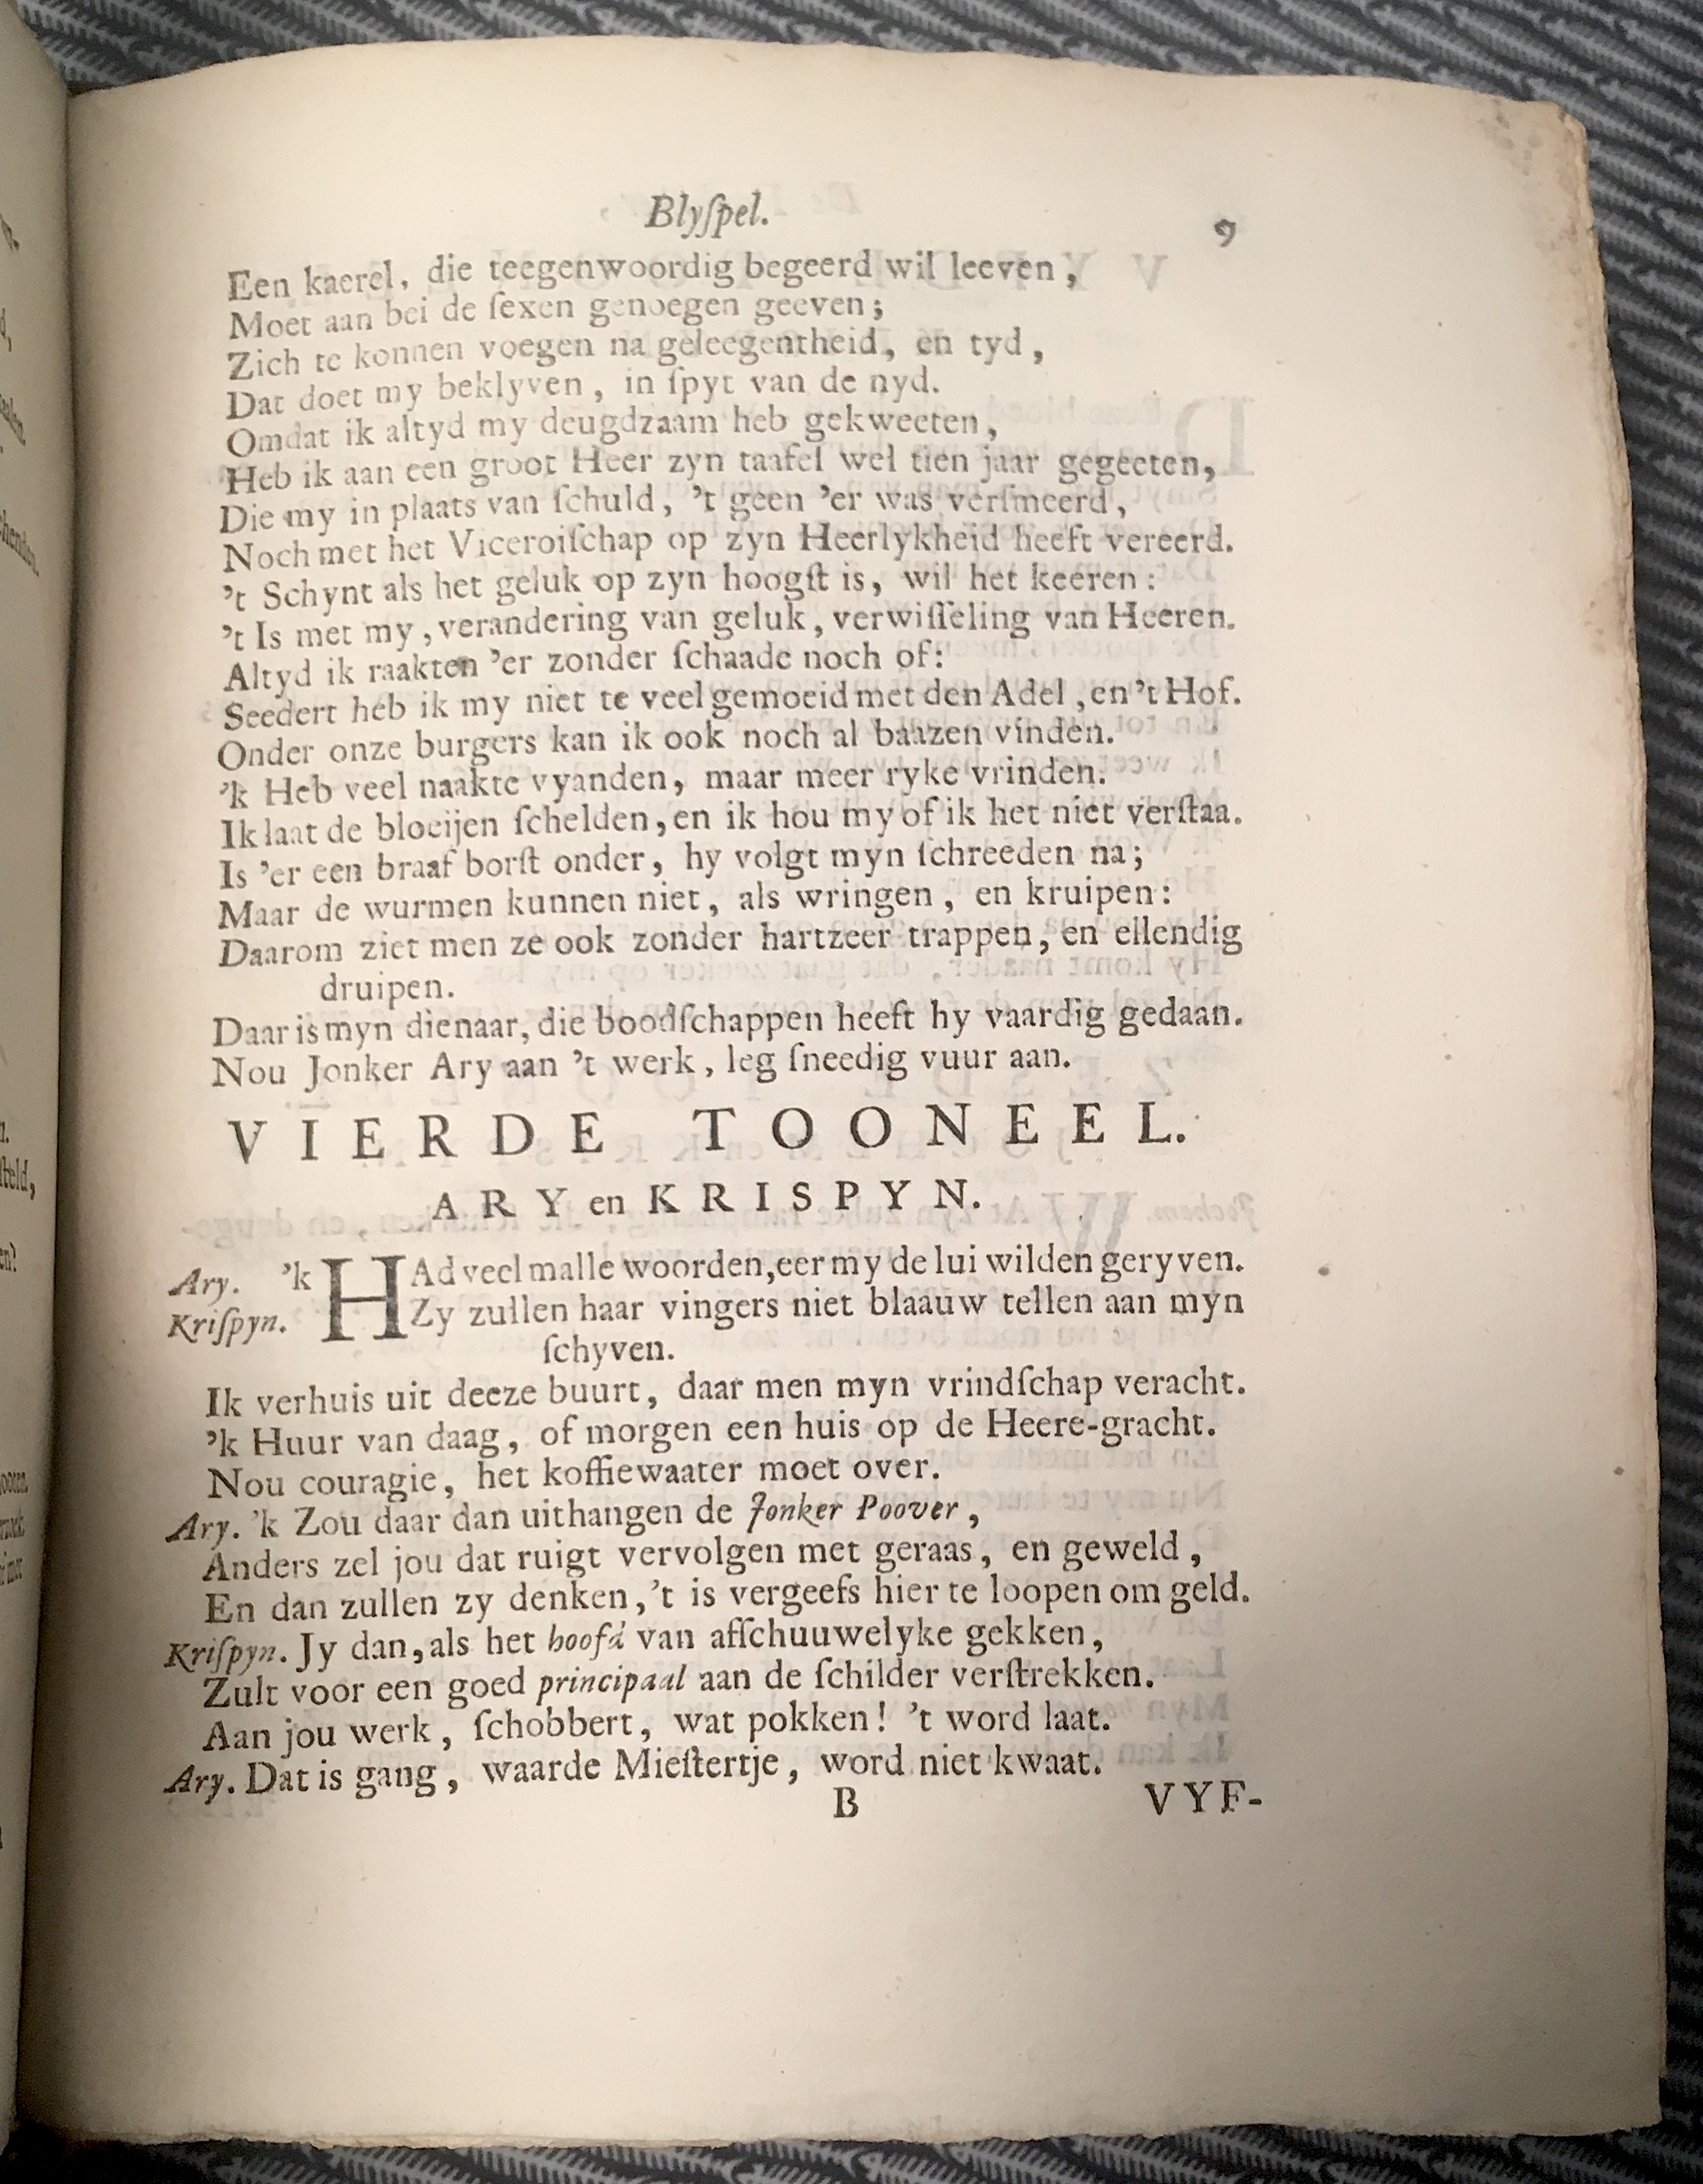 Blyſpel.
9
Een kaerel, die teegenwoordig begeerd wil leeven,
Moet aan bei de ſexen genoegen geeven;
Zich te konnen voegen na geleegentheid, en tyd,
Dat doet my beklyven, in ſpyt van de nyd.
Omdat ik altyd my deugdzaam heb gekweeten,
Heb ik aan een groot Heer zyn taafel wel tien jaar gegeeten,
Die my in plaats van ſchuld, 't geen 'er was verſmeerd,
Noch met het Viceroiſchap op zyn Heerlykheid heeft vereerd.
't Schynt als het geluk op zyn hoogſt is, wil het keeren:
't Is met my, verandering van geluk, verwiſſeling van Heeren.
Altyd ik raakten 'er zonder ſchaade noch of:
Seedert heb ik my niet te veel gemoeid met den Adel, en 't Hof.
Onder onze burgers kan ik ook noch al baazen vinden.
'k Heb veel naakte vyanden, maar meer ryke vrinden.
Ik laat de bloeijen ſchelden, en ik hou my of ik het niet verſtaa.
Is 'er een braaf borſt onder, hy volgt myn ſchreeden na;
Maar de wurmen kunnen niet, als wringen, en kruipen:
Daarom ziet men ze ook zonder hartzeer trappen, en ellendig
druipen.
Daar is myn dienaar, die boodſchappen heeft hy vaardig gedaan.
Nou Jonker Ary aan 't werk, leg ſneedig vuur aan.
VIERDE TOONEEL.
ARY en KRISPYN.
Ary. 'k HAd veel malle woorden, eer my de lui wilden geryven.
Kriſpyn. Zy zullen haar vingers niet blaauw tellen aan myn
ſchyven.
Ik verhuis uit deeze buurt, daar men myn vrindſchap veracht.
'k Huur van daag, of morgen een huis op de Heere-gracht.
Nou couragie, het koffiewaater moet over.
Ary. 'k Zou daar dan uithangen de Jonker Poover,
Anders zel jou dat ruigt vervolgen met geraas, en geweld,
En dan zullen zy denken, 't is vergeefs hier te loopen om geld.
Kriſpyn. Jy dan, als het hoofd van afſchuuwelyke gekken,
Zult voor een goed principaal aan de ſchilder verſtrekken.
Aan jou werk, ſchobbert, wat pokken! 't word laat.
Ary. Dat is gang, waarde Mieſtertje, word niet kwaat.
B
VYF-